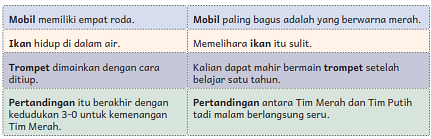 Mobil memiliki empat roda.
Mobil paling bagus adalah yang berwarna merah.
Ikan hidup di dalam air.
Memelihara ikan itu sulit.
Trompet dimainkan dengan cara
ditiup.
Kalian dapat mahir bermain trompet setelah
belajar satu tahun.
Pertandingan itu berakhir dengan
kedudukan 3-0 untuk kemenangan
Tim Merah.
Pertandingan antara Tim Merah dan Tim Putih
tadi malam berlangsung seru.